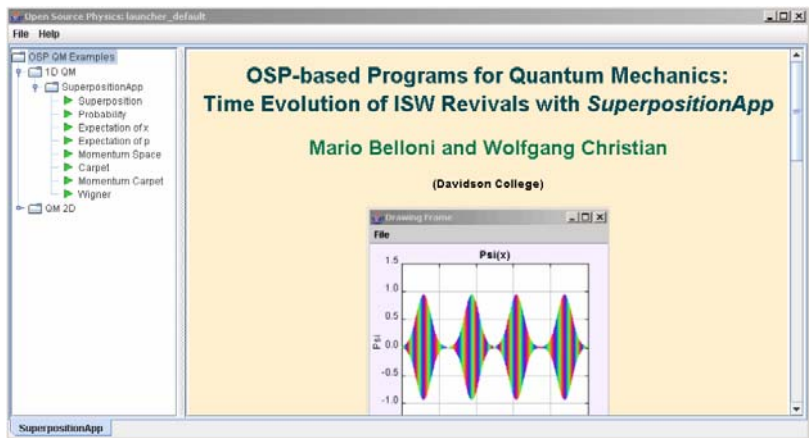 Open Source Physics: launcher_default
File Help
OSP QM Examples
1D QM
SuperpositionApp
Superposition
Probability
Expectation of x
Expectation of p
Momentum Space
Carpet
Momentum Carpet
Wigner
QM 2D
OSP-based Programs for Quantum Mechanics:
Time Evolution of ISW Revivals with SuperpositionApp
Mario Belloni and Wolfgang Christian
(Davidson College)
Drawing Frame
File
Psi(x)
1.5
1.0
0.5
0.0
-0.5
-1.0
Psi
SuperpositionApp